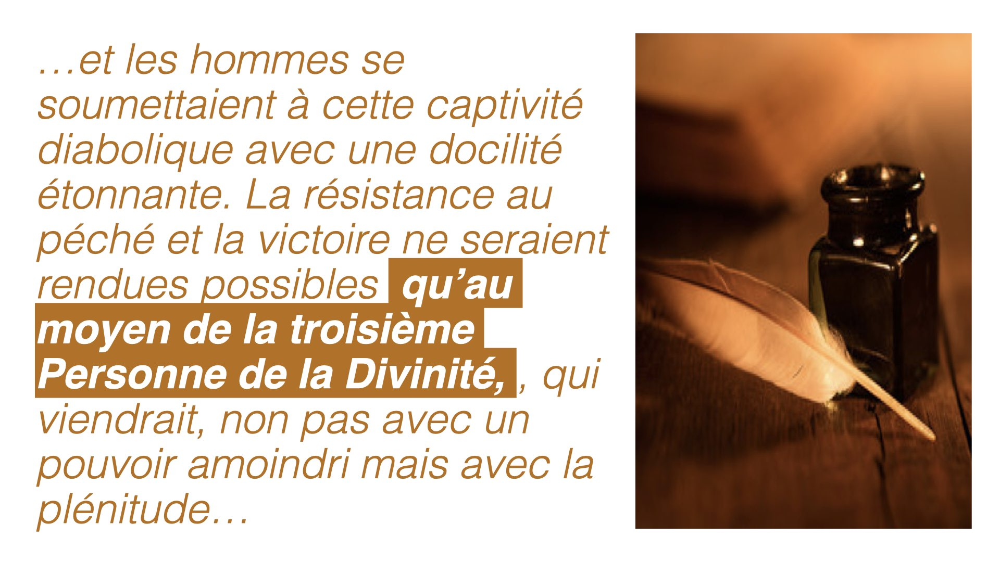 …et les hommes se
soumettaient à cette captivité
diabolique avec une docilité
étonnante. La résistance au
péché et la victoire ne seraient
rendues possibles qu’au
moyen de la troisième
Personne de la Divinité, , qui
viendrait, non pas avec un
pouvoir amoindri mais avec la
plénitude…